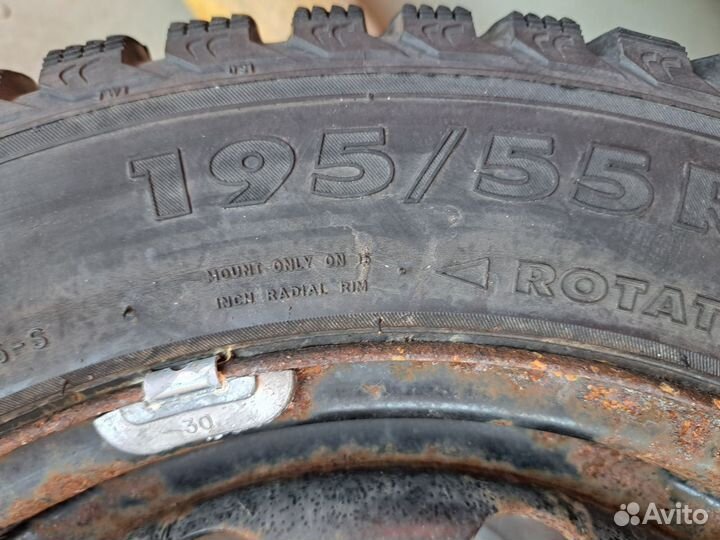 195/55R
MOUNT ONLY ON 15
INCH RADIAL RIM
ROTAT
-S
30
Avito